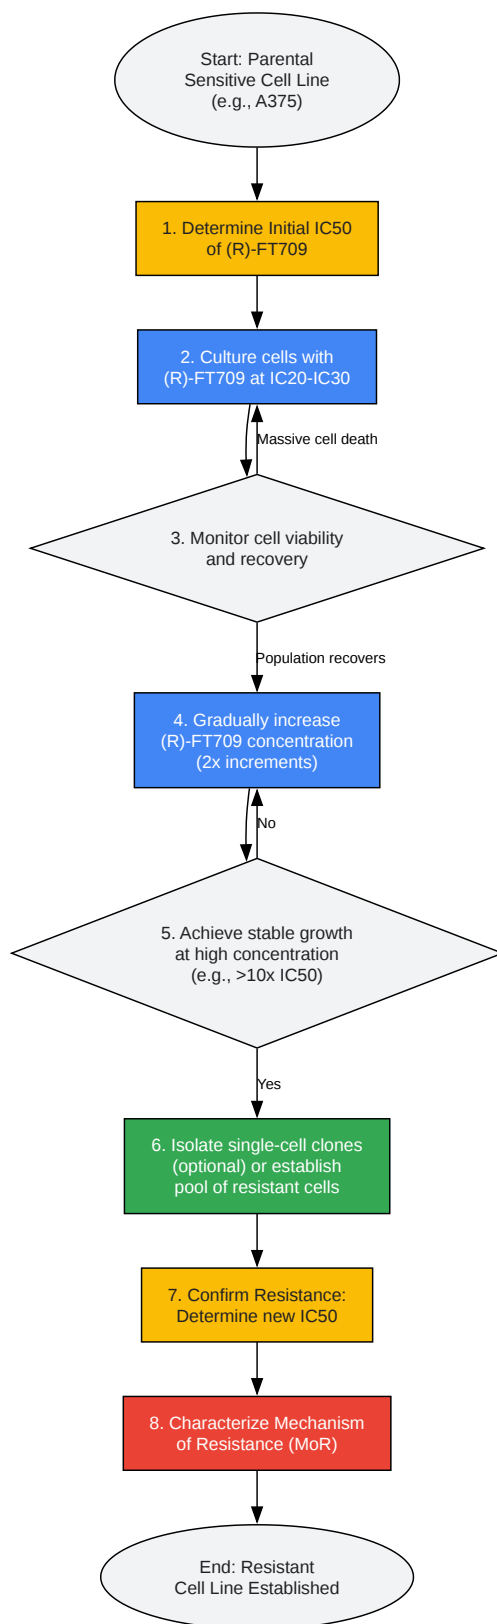 Start: Parental
Sensitive Cell Line
(e.g., A375)
1. Determine Initial IC50
of (R)-FT709
2. Culture cells with
(R)-FT709 at IC20-IC30
Massive cell death
3. Monitor cell viability
and recovery
Population recovers
4. Gradually increase
(R)-FT709 concentration
(2x increments)
No
5. Achieve stable growth
at high concentration
(e.g., >10x IC50)
Yes
6. Isolate single-cell clones
(optional) or establish
pool of resistant cells
7. Confirm Resistance:
Determine new IC50
8. Characterize Mechanism
of Resistance (MoR)
End: Resistant
Cell Line Established